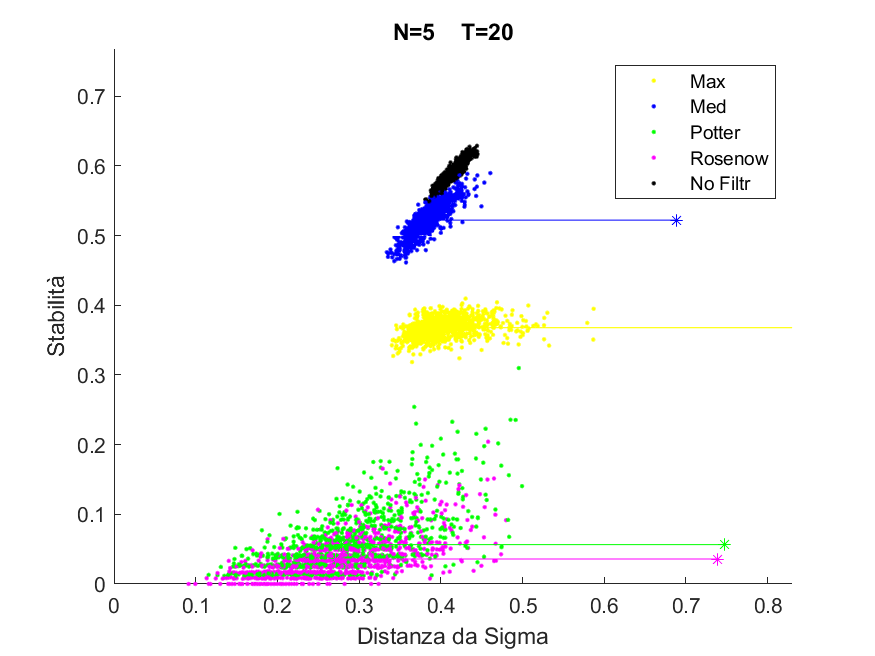 N=5 T=20
Max
Med
Potter
Rosenow
No Filtr
Stabilità
0.7
0.6
0.5
0.4
0.3
0.2
0.1
0
0 0.1 0.2 0.3 0.4 0.5 0.6 0.7 0.8
Distanza da Sigma